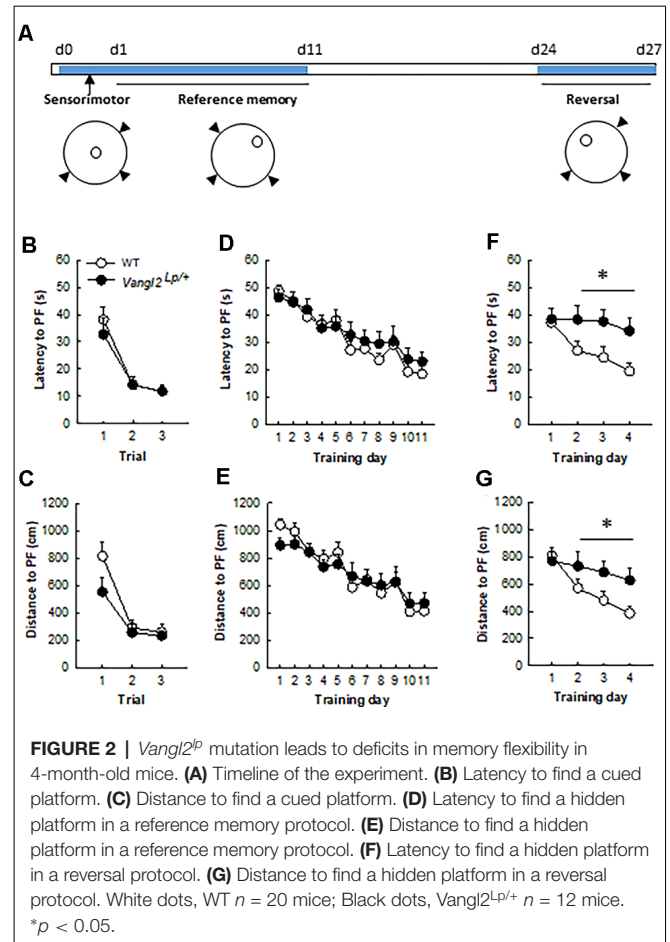 A
d0 d1 d11 d24 d27
Sensorimotor Reference memory Reversal
B
WT
Vangl2 Lp/+
Latency to PF (s)
60
50
40
30
20
10
0
1 2 3
Trial
D
Latency to PF (s)
60
50
40
30
20
10
0
1 2 3 4 5 6 7 8 9 1011
Training day
F
*
Latency to PF (s)
60
50
40
30
20
10
0
1 2 3 4
Training day
C
Distance to PF (cm)
1200
1000
800
600
400
200
0
1 2 3
Trial
E
Distance to PF (cm)
1200
1000
800
600
400
200
0
1 2 3 4 5 6 7 8 9 1011
Training day
G
*
Distance to PF (cm)
1200
1000
800
600
400
200
0
1 2 3 4
Training day
FIGURE 2 | Vangl2lp mutation leads to deficits in memory flexibility in
4-month-old mice. (A) Timeline of the experiment. (B) Latency to find a cued
platform. (C) Distance to find a cued platform. (D) Latency to find a hidden
platform in a reference memory protocol. (E) Distance to find a hidden
platform in a reference memory protocol. (F) Latency to find a hidden platform
in a reversal protocol. (G) Distance to find a hidden platform in a reversal
protocol. White dots, WT n = 20 mice; Black dots, Vangl2Lp/+ n = 12 mice.
*p < 0.05.